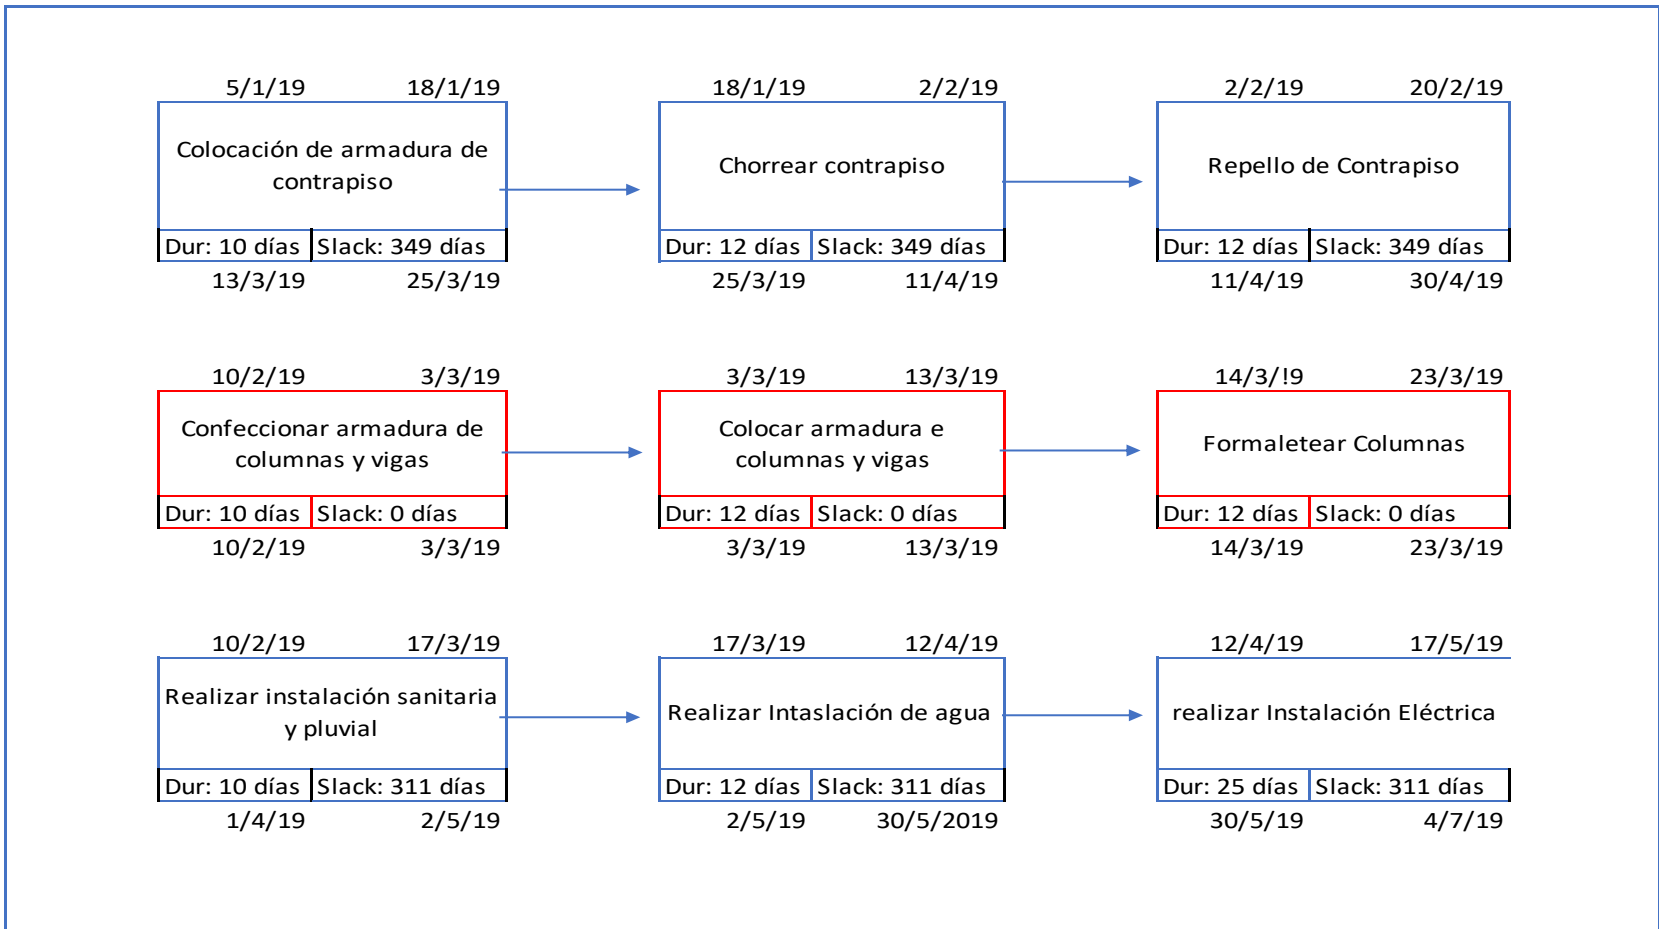 5/1/19 18/1/19 18/1/19 2/2/19 2/2/19 20/2/19
Colocación de armadura de
contrapiso
Chorrear contrapiso
Repello de Contrapiso
Dur: 10 días Slack: 349 días Dur: 12 días Slack: 349 días Dur: 12 días Slack: 349 días
13/3/19 25/3/19 25/3/19 11/4/19 11/4/19 30/4/19
10/2/19 3/3/19 3/3/19 13/3/19 14/3/!9 23/3/19
Confeccionar armadura de
columnas y vigas
Colocar armadura e
columnas y vigas
Formaletear Columnas
Dur: 10 días Slack: 0 días Dur: 12 días Slack: 0 días Dur: 12 días Slack: 0 días
10/2/19 3/3/19 3/3/19 13/3/19 14/3/19 23/3/19
10/2/19 17/3/19 17/3/19 12/4/19 12/4/19 17/5/19
Realizar instalación sanitaria
y pluvial
Realizar Intaslación de agua
realizar Instalación Eléctrica
Dur: 10 días Slack: 311 días Dur: 12 días Slack: 311 días Dur: 25 días Slack: 311 días
1/4/19 2/5/19 2/5/19 30/5/2019 30/5/19 4/7/19